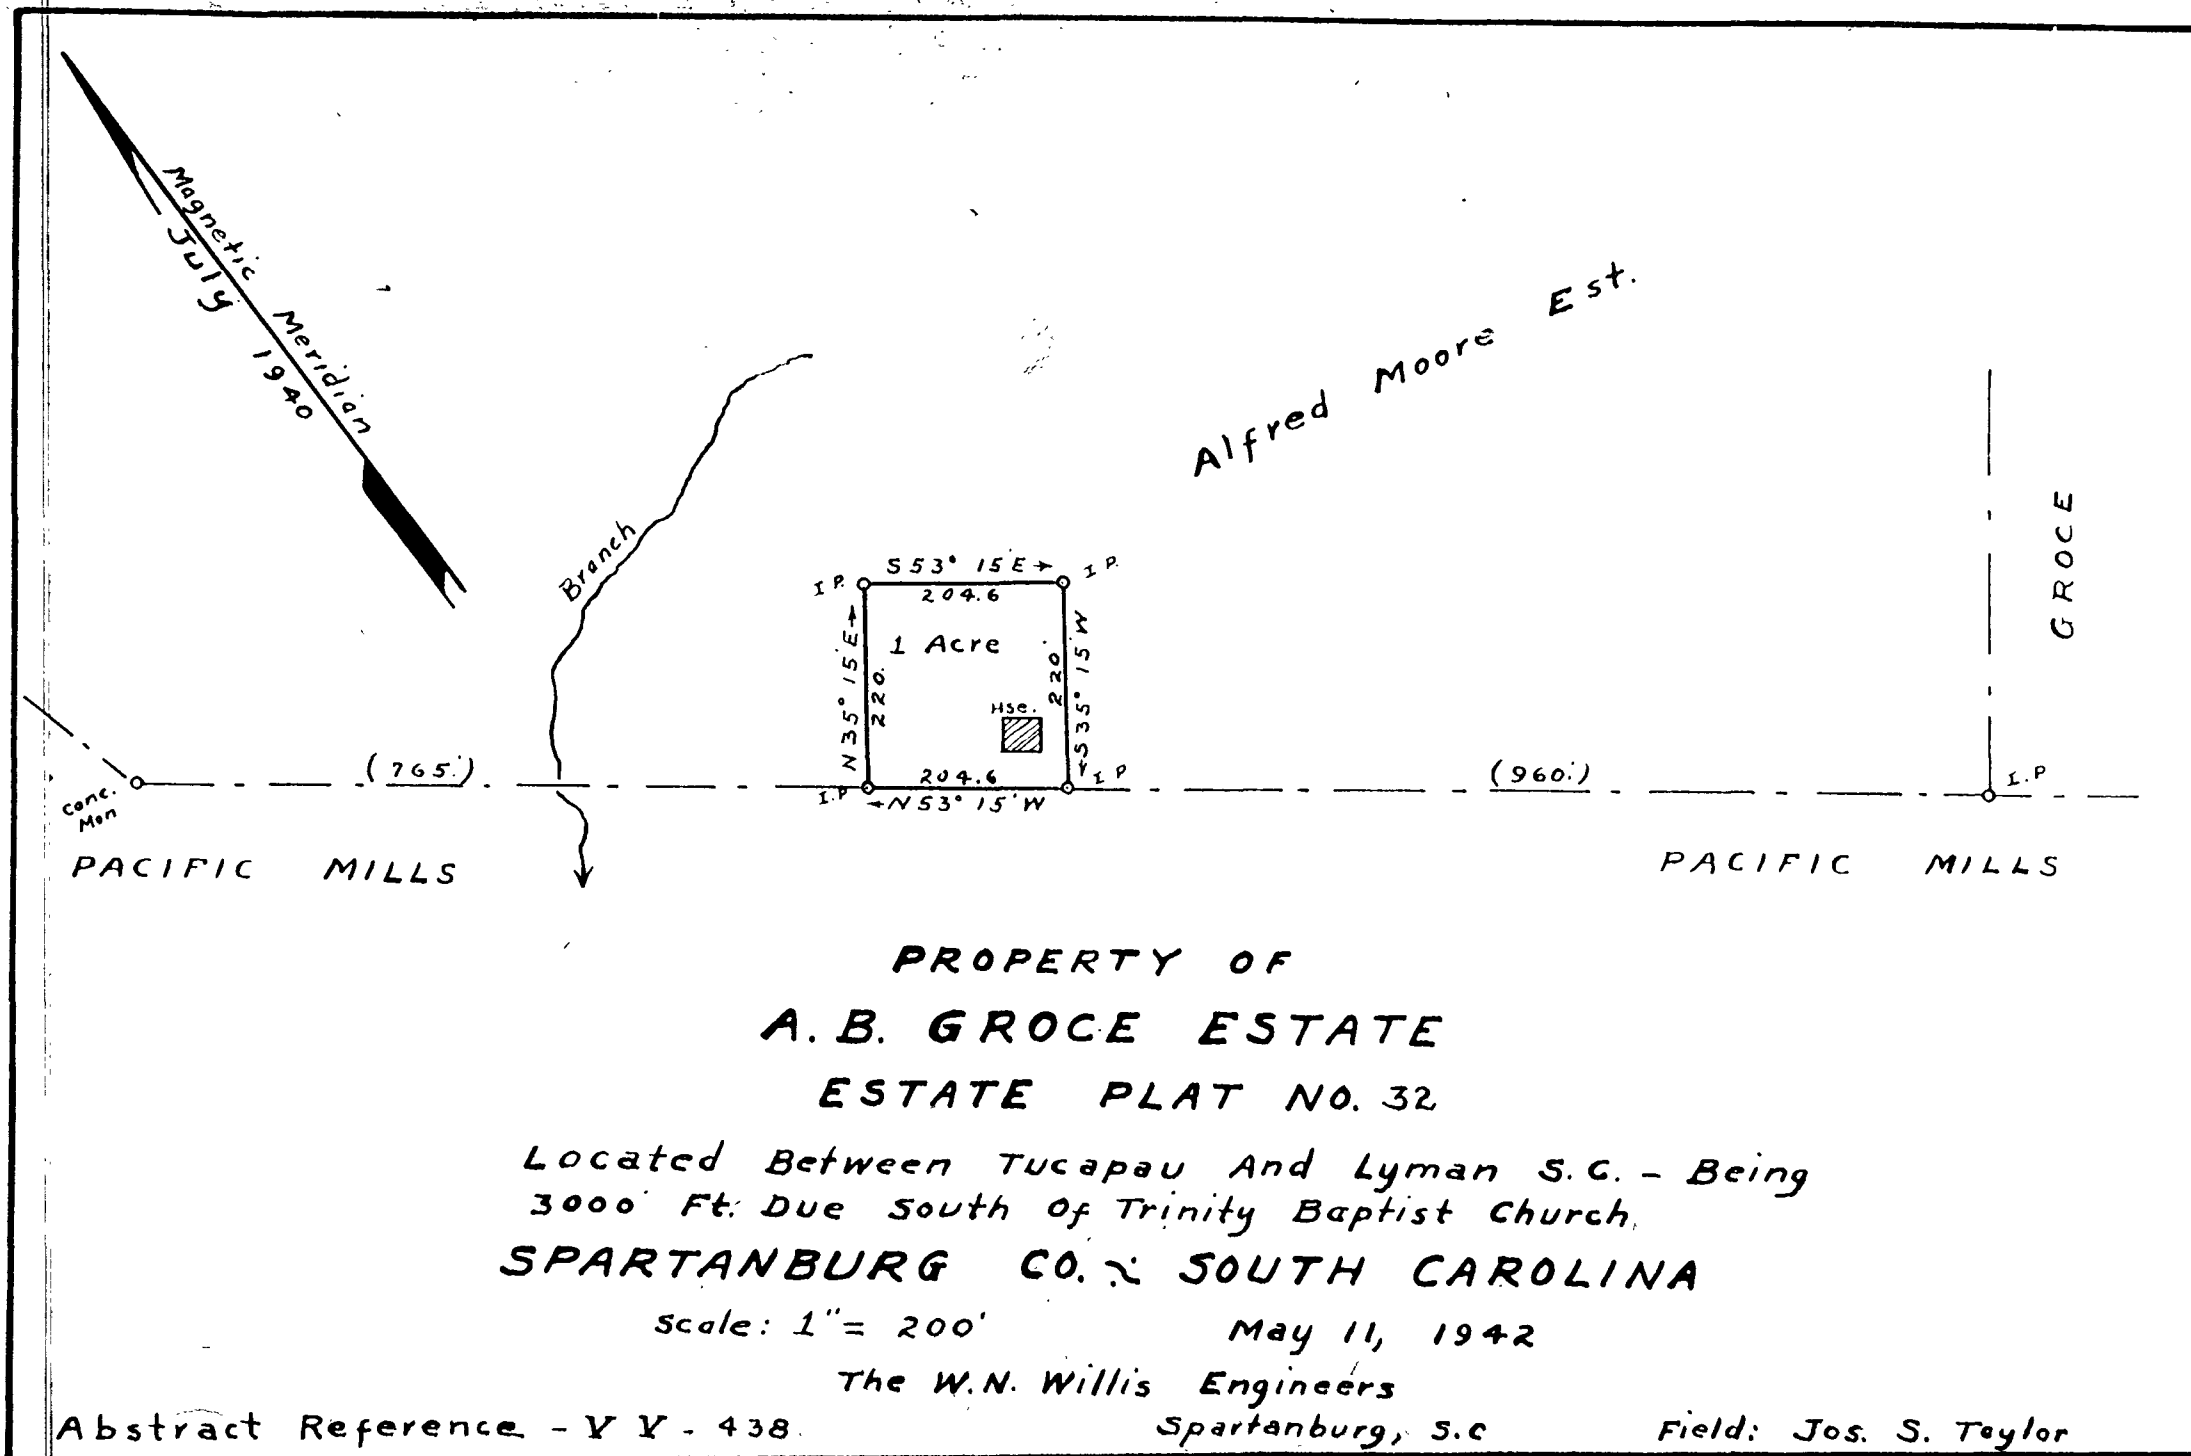 Magnetic Meridian
July 1940
Alfred Moore Est.
GROCE
Branch
I.P.
S 53° 15' E →
I.P.
204.6
1 Acre
N 35° 15' E →
220.
220'
S 35° 15' W
Hse.
(765.')
204.6
(960.')
Conc. Mon
I.P
← N 53° 15' W
I.P
I.P
PACIFIC MILLS
PACIFIC MILLS
PROPERTY OF
A. B. GROCE ESTATE
ESTATE PLAT NO. 32
Located Between Tucapau And Lyman S.C. - Being
3000' Ft. Due South Of Trinity Baptist Church.
SPARTANBURG CO. ~ SOUTH CAROLINA
Scale: 1" = 200' May 11, 1942
The W.N. Willis Engineers
Abstract Reference - V V - 438. Spartanburg, S.C Field: Jos. S. Taylor